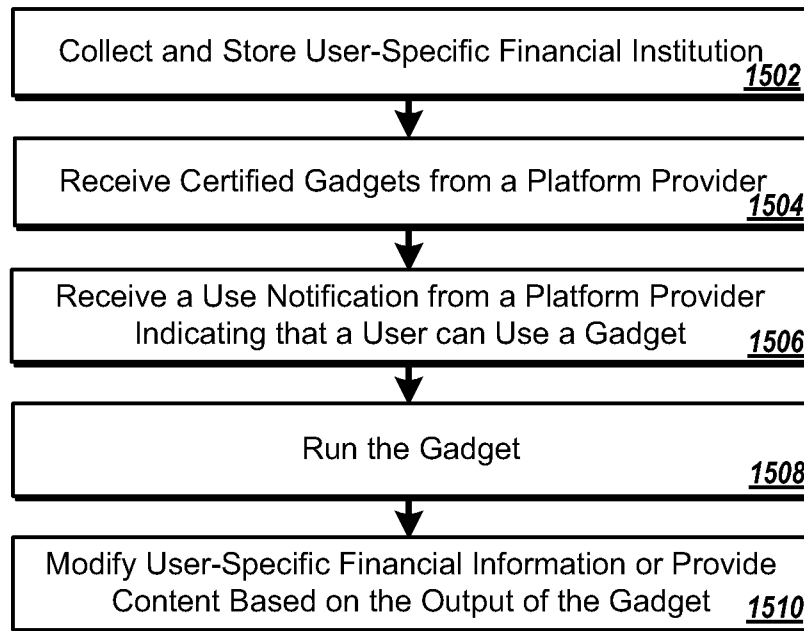 Collect and Store User-Specific Financial Institution
1502
Receive Certified Gadgets from a Platform Provider
1504
Receive a Use Notification from a Platform Provider
Indicating that a User can Use a Gadget
1506
Run the Gadget
1508
Modify User-Specific Financial Information or Provide
Content Based on the Output of the Gadget
1510